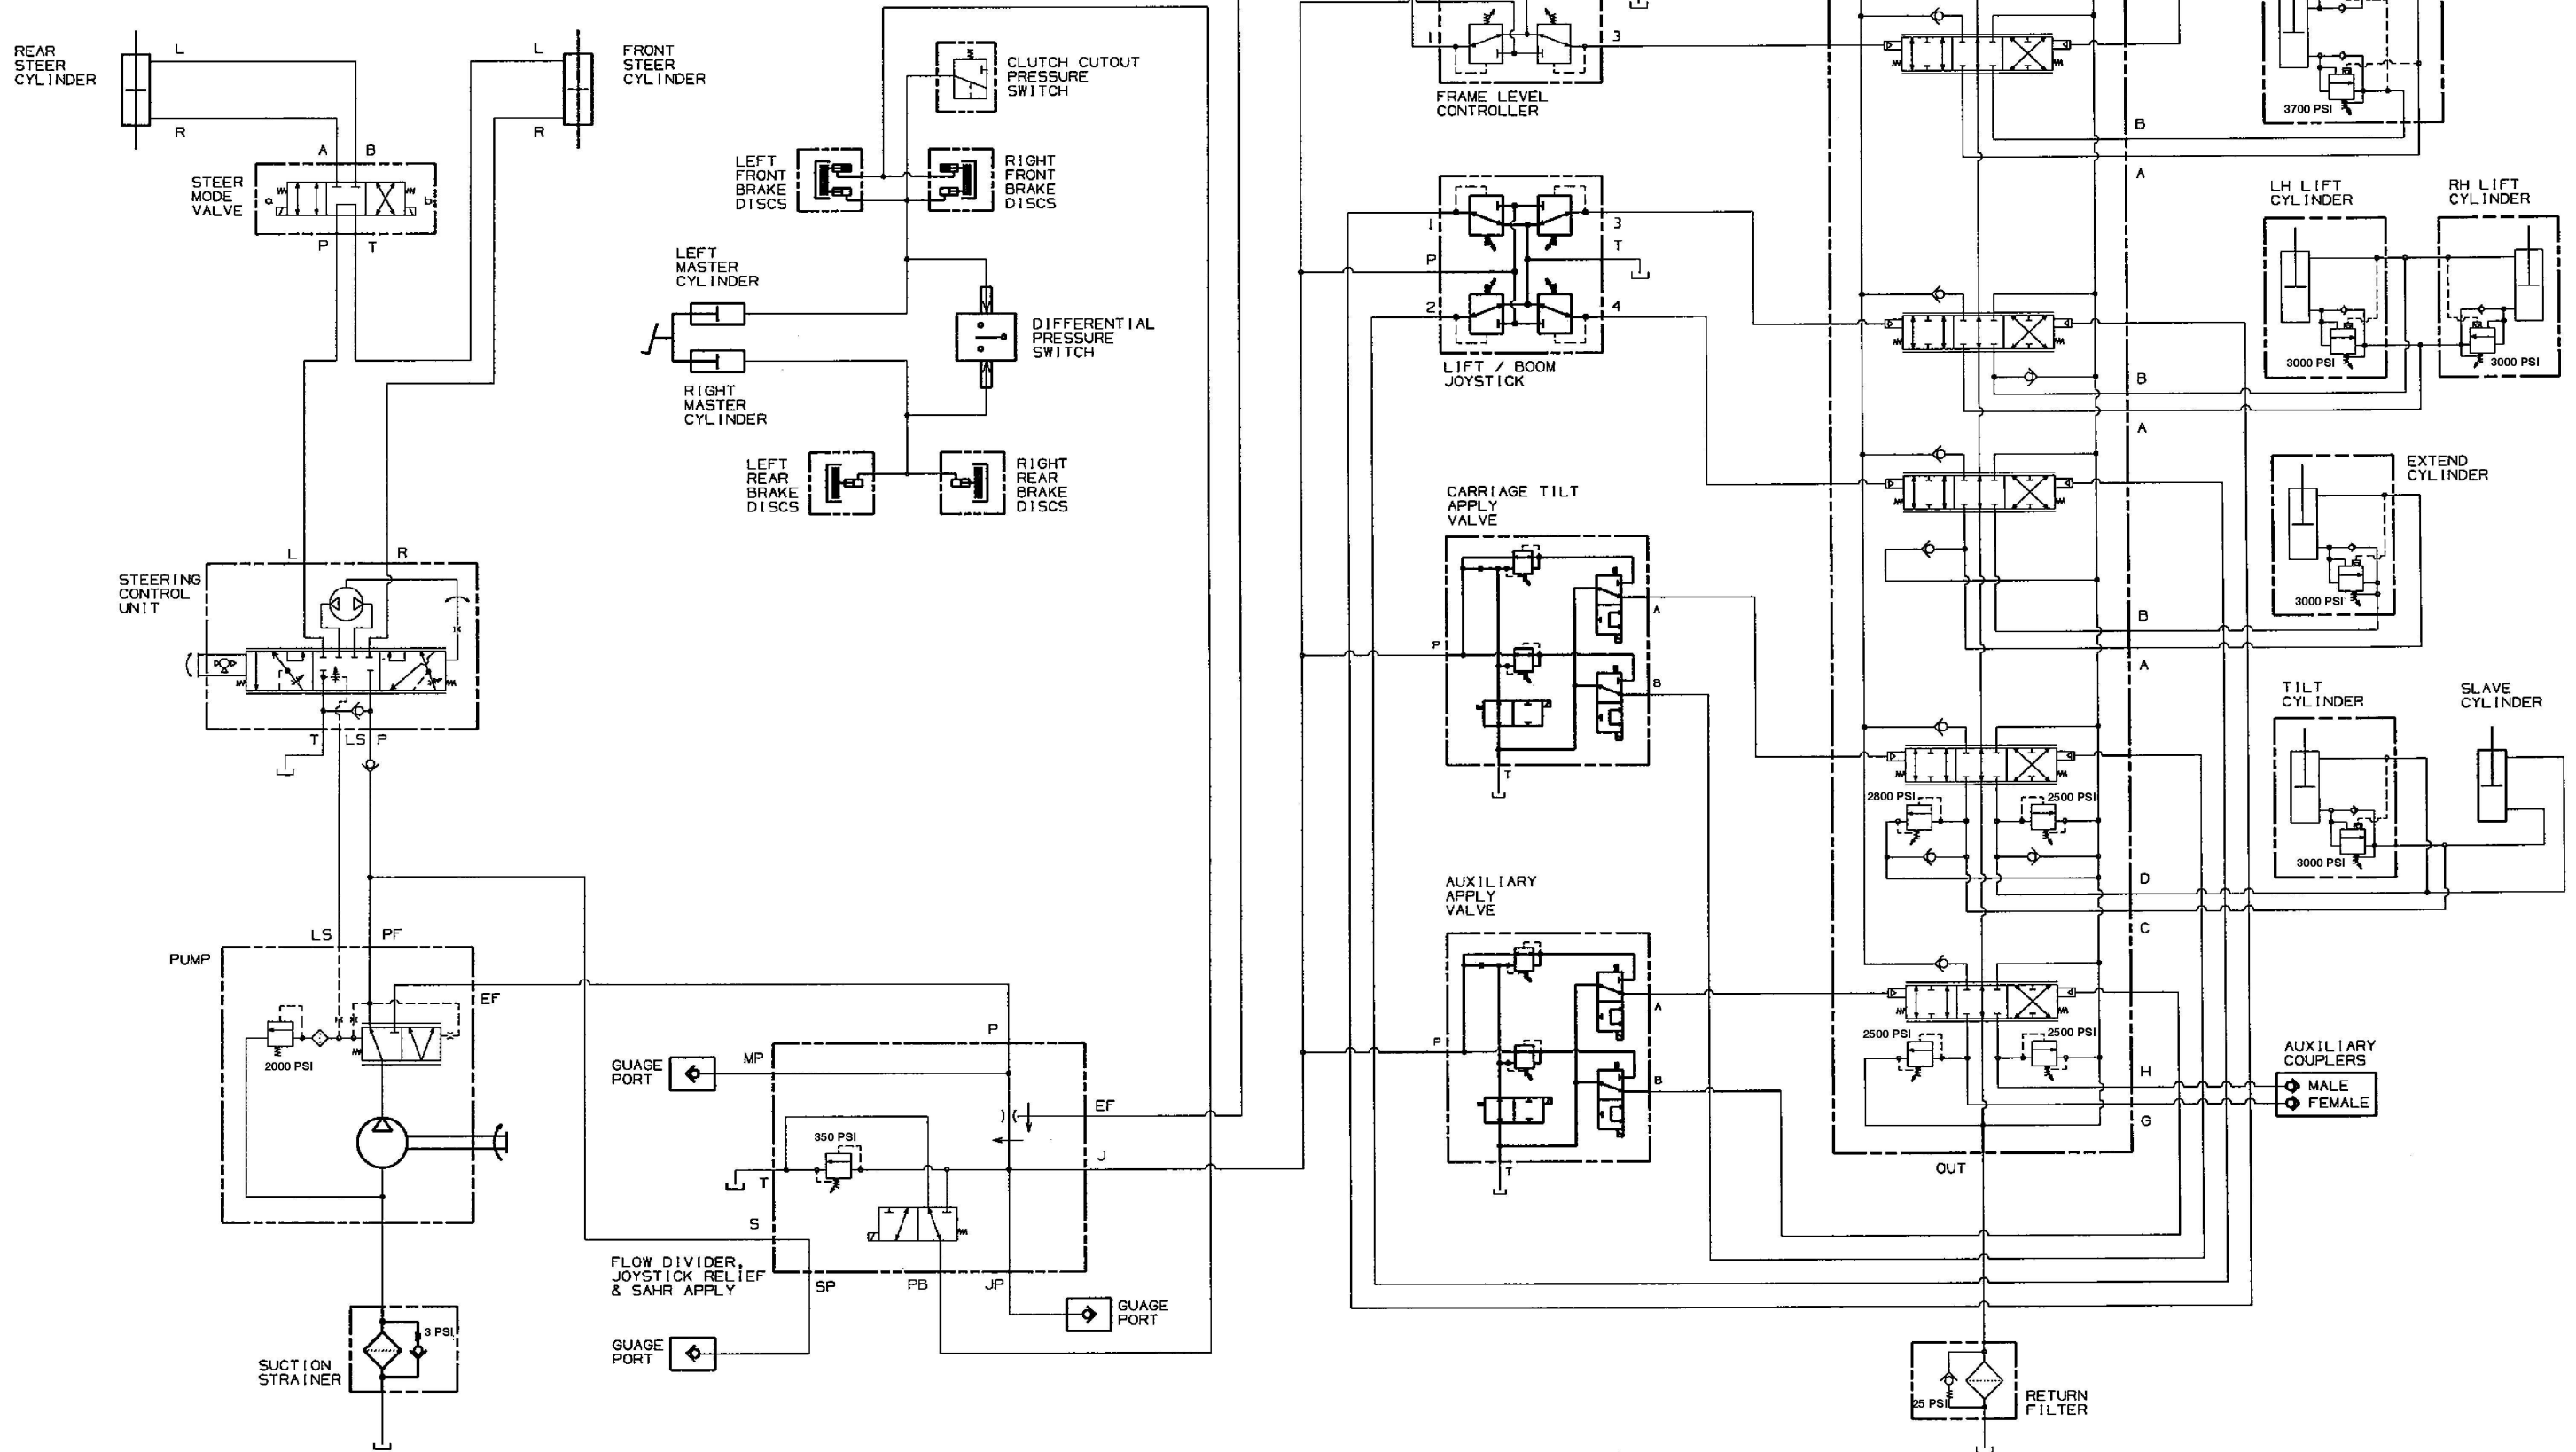 REAR
STEER
CYLINDER
L
R
L
R
FRONT
STEER
CYLINDER
A
B
STEER
MODE
VALVE
a
b
P
T
CLUTCH CUTOUT
PRESSURE
SWITCH
LEFT
FRONT
BRAKE
DISCS
RIGHT
FRONT
BRAKE
DISCS
LEFT
MASTER
CYLINDER
DIFFERENTIAL
PRESSURE
SWITCH
RIGHT
MASTER
CYLINDER
LEFT
REAR
BRAKE
DISCS
RIGHT
REAR
BRAKE
DISCS
L
R
STEERING
CONTROL
UNIT
T
LS
P
LS
PF
PUMP
EF
2000 PSI
SUCTION
STRAINER
3 PSI
GUAGE
PORT
MP
P
EF
350 PSI
J
T
S
FLOW DIVIDER,
JOYSTICK RELIEF
& SAHR APPLY
SP
PB
JP
GUAGE
PORT
GUAGE
PORT
1
3
FRAME LEVEL
CONTROLLER
1
3
T
P
2
4
LIFT / BOOM
JOYSTICK
CARRIAGE TILT
APPLY
VALVE
A
P
B
T
AUXILIARY
APPLY
VALVE
A
P
B
T
B
A
B
A
B
A
2800 PSI
2500 PSI
D
C
2500 PSI
2500 PSI
H
G
OUT
3700 PSI
LH LIFT
CYLINDER
RH LIFT
CYLINDER
3000 PSI
3000 PSI
EXTEND
CYLINDER
3000 PSI
TILT
CYLINDER
SLAVE
CYLINDER
3000 PSI
AUXILIARY
COUPLERS
MALE
FEMALE
25 PSI
RETURN
FILTER